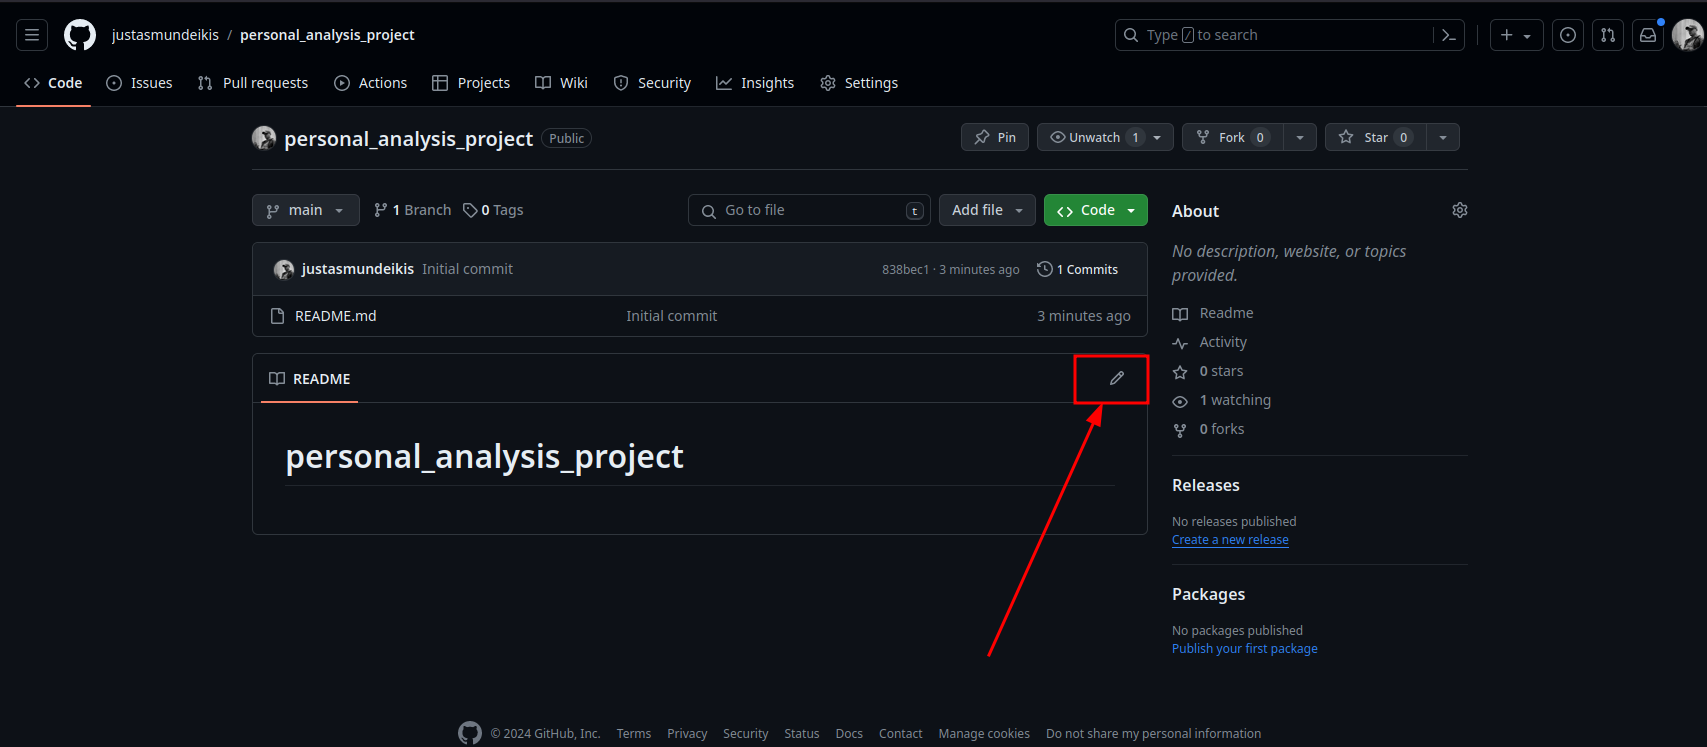 justasmundeikis / personal_analysis_project
Type / to search
Code Issues Pull requests Actions Projects Wiki Security Insights Settings
personal_analysis_project Public
Pin Unwatch 1 Fork 0 Star 0
main 1 Branch 0 Tags Go to file t Add file Code
justasmundeikis Initial commit 838bec1 · 3 minutes ago 1 Commits
README.md Initial commit 3 minutes ago
README
personal_analysis_project
About
No description, website, or topics
provided.
Readme
Activity
0 stars
1 watching
0 forks
Releases
No releases published
Create a new release
Packages
No packages published
Publish your first package
© 2024 GitHub, Inc. Terms Privacy Security Status Docs Contact Manage cookies Do not share my personal information